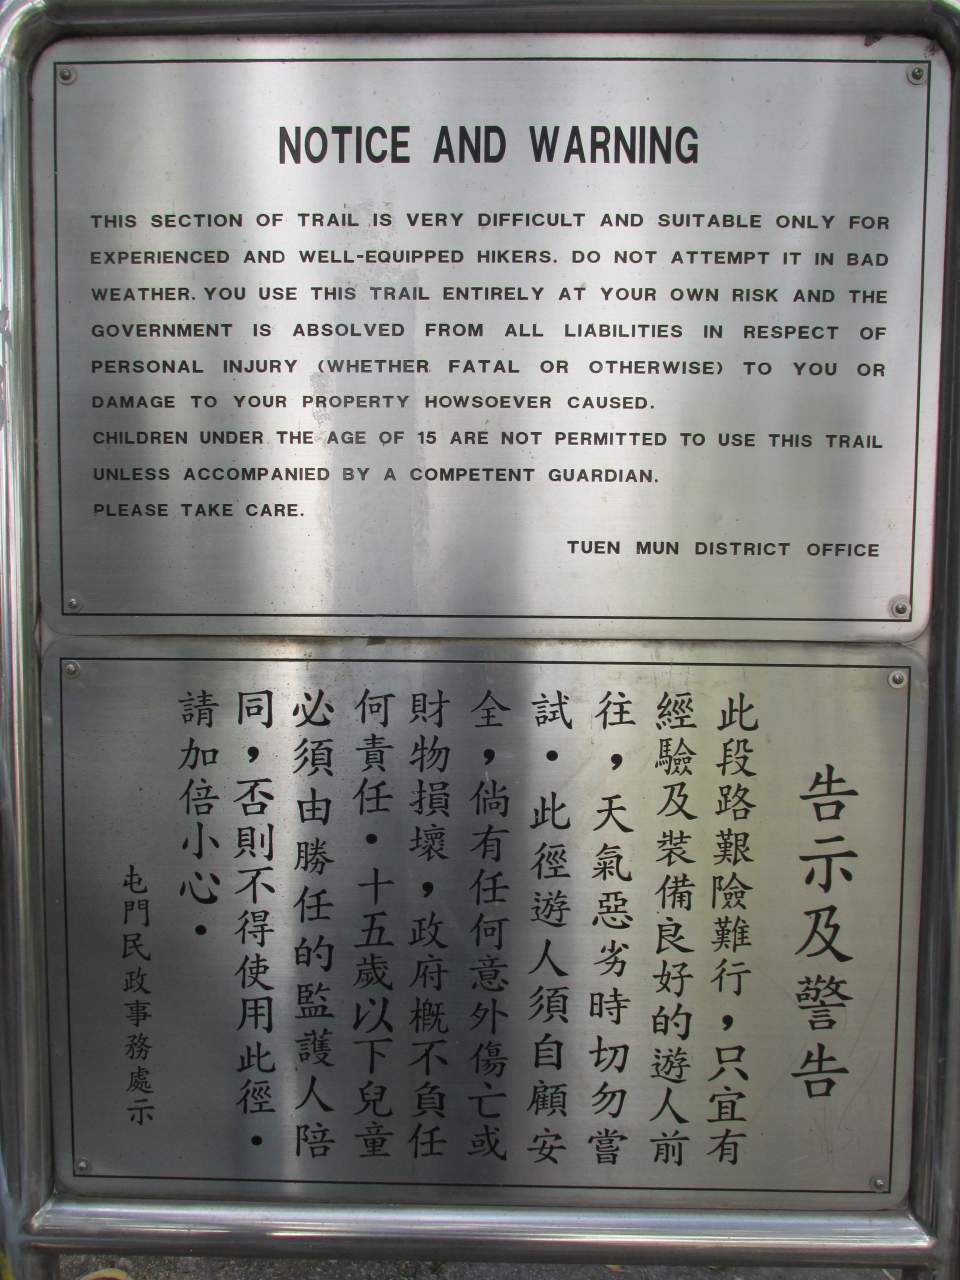 NOTICE AND WARNING
THIS SECTION OF TRAIL IS VERY DIFFICULT AND SUITABLE ONLY FOR
EXPERIENCED AND WELL-EQUIPPED HIKERS. DO NOT ATTEMPT IT IN BAD
WEATHER. YOU USE THIS TRAIL ENTIRELY AT YOUR OWN RISK AND THE
GOVERNMENT IS ABSOLVED FROM ALL LIABILITIES IN RESPECT OF
PERSONAL INJURY (WHETHER FATAL OR OTHERWISE) TO YOU OR
DAMAGE TO YOUR PROPERTY HOWSOEVER CAUSED.
CHILDREN UNDER THE AGE OF 15 ARE NOT PERMITTED TO USE THIS TRAIL
UNLESS ACCOMPANIED BY A COMPETENT GUARDIAN.
PLEASE TAKE CARE.
TUEN MUN DISTRICT OFFICE
告示及警告
此段路艱險難行，只宜有
經驗及裝備良好的遊人前
往，天氣惡劣時切勿嘗
試．此徑遊人須自顧安
全，倘有任何意外傷亡或
財物損壞，政府概不負任
何責任．十五歲以下兒童
必須由勝任的監護人陪
同，否則不得使用此徑．
請加倍小心．
屯門民政事務處示